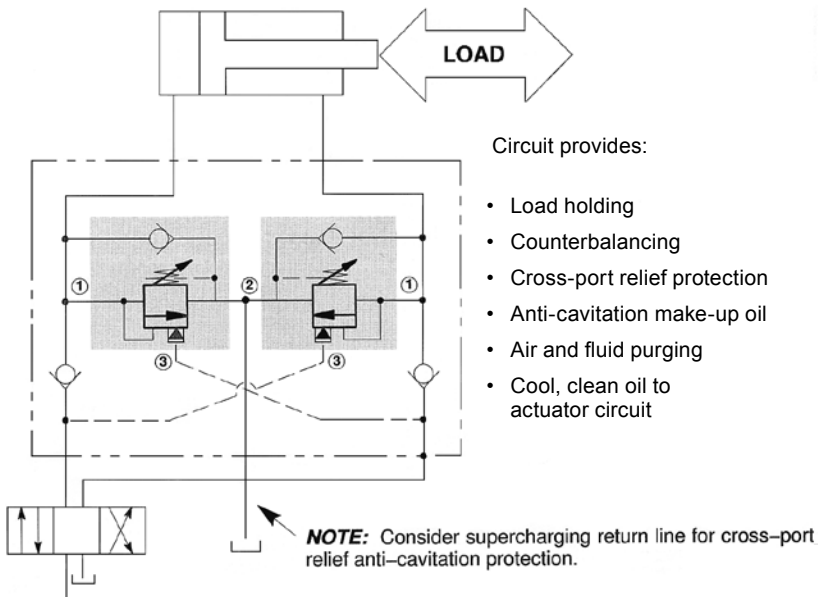 LOAD
Circuit provides:
• Load holding
• Counterbalancing
• Cross-port relief protection
• Anti-cavitation make-up oil
• Air and fluid purging
• Cool, clean oil to
actuator circuit
① ② ①
③ ③
NOTE: Consider supercharging return line for cross–port
relief anti–cavitation protection.